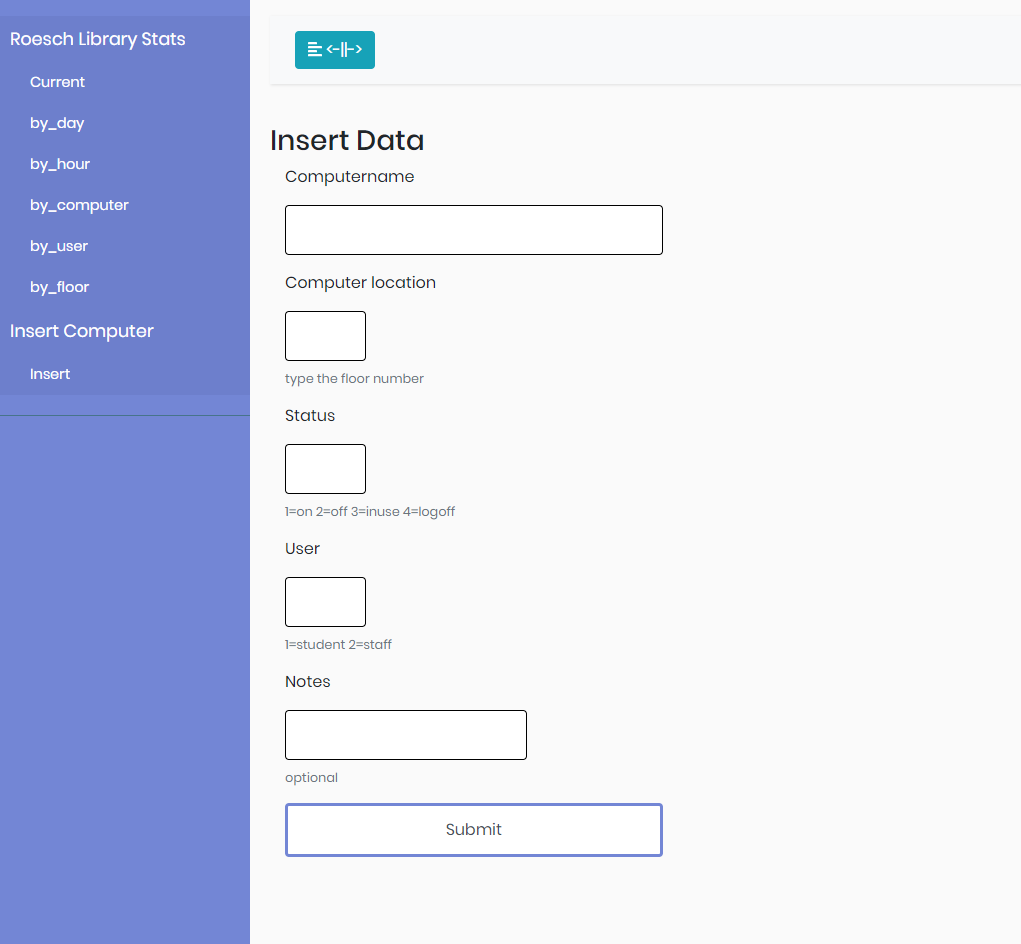 Roesch Library Stats
Current
by_day
by_hour
by_computer
by_user
by_floor
Insert Computer
Insert
<-||->
Insert Data
Computername
Computer location
type the floor number
Status
1=on 2=off 3=inuse 4=logoff
User
1=student 2=staff
Notes
optional
Submit